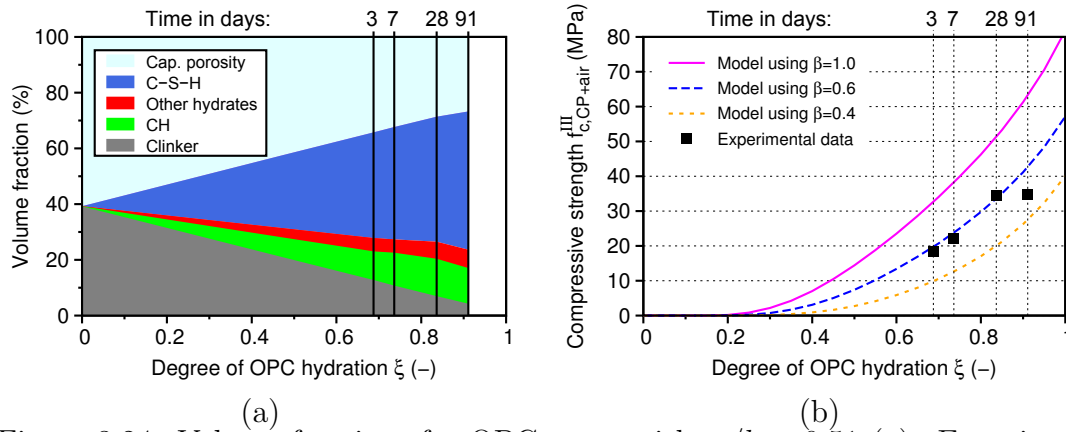 Time in days: 3 7 28 91
100
80
60
40
20
0
Volume fraction (%)
Cap. porosity
C−S−H
Other hydrates
CH
Clinker
0 0.2 0.4 0.6 0.8 1
Degree of OPC hydration ξ (−)
(a)
Time in days: 3 7 28 91
80
70
60
50
40
30
20
10
0
Compressive strength f^III_c,CP+air (MPa)
Model using β=1.0
Model using β=0.6
Model using β=0.4
Experimental data
0 0.2 0.4 0.6 0.8 1
Degree of OPC hydration ξ (−)
(b)